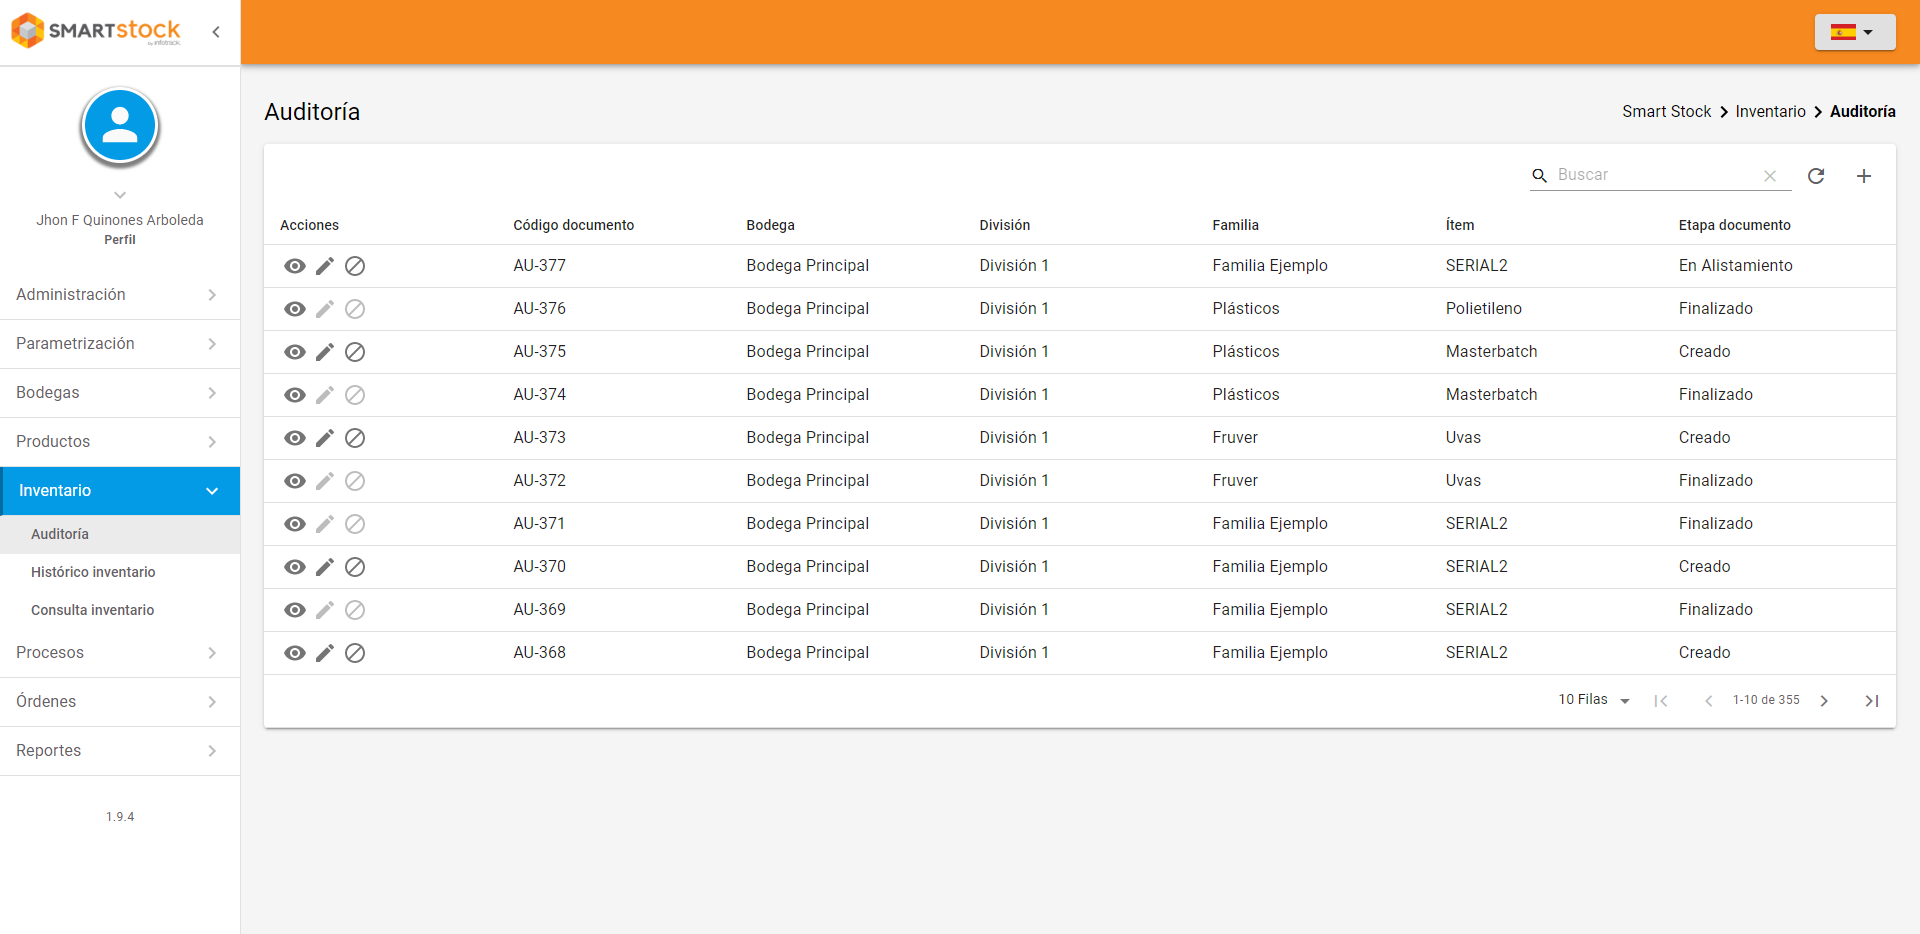 SMARTstock
by infotrack.
Jhon F Quinones Arboleda
Perfil
Administración
Parametrización
Bodegas
Productos
Inventario
Auditoría
Histórico inventario
Consulta inventario
Procesos
Órdenes
Reportes
1.9.4
Auditoría
Smart Stock > Inventario > Auditoría
Buscar
Acciones Código documento Bodega División Familia Ítem Etapa documento
AU-377 Bodega Principal División 1 Familia Ejemplo SERIAL2 En Alistamiento
AU-376 Bodega Principal División 1 Plásticos Polietileno Finalizado
AU-375 Bodega Principal División 1 Plásticos Masterbatch Creado
AU-374 Bodega Principal División 1 Plásticos Masterbatch Finalizado
AU-373 Bodega Principal División 1 Fruver Uvas Creado
AU-372 Bodega Principal División 1 Fruver Uvas Finalizado
AU-371 Bodega Principal División 1 Familia Ejemplo SERIAL2 Finalizado
AU-370 Bodega Principal División 1 Familia Ejemplo SERIAL2 Creado
AU-369 Bodega Principal División 1 Familia Ejemplo SERIAL2 Finalizado
AU-368 Bodega Principal División 1 Familia Ejemplo SERIAL2 Creado
10 Filas 1-10 de 355